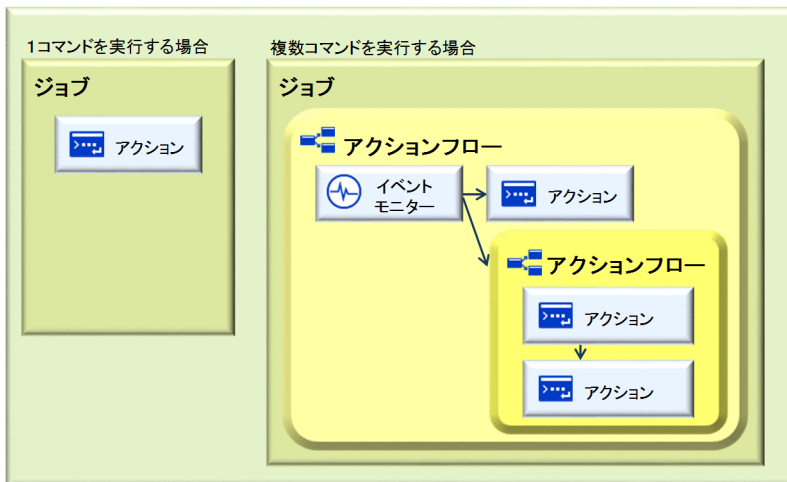 1コマンドを実行する場合
ジョブ
アクション
複数コマンドを実行する場合
ジョブ
アクションフロー
イベント
モニター
アクション
アクションフロー
アクション
アクション